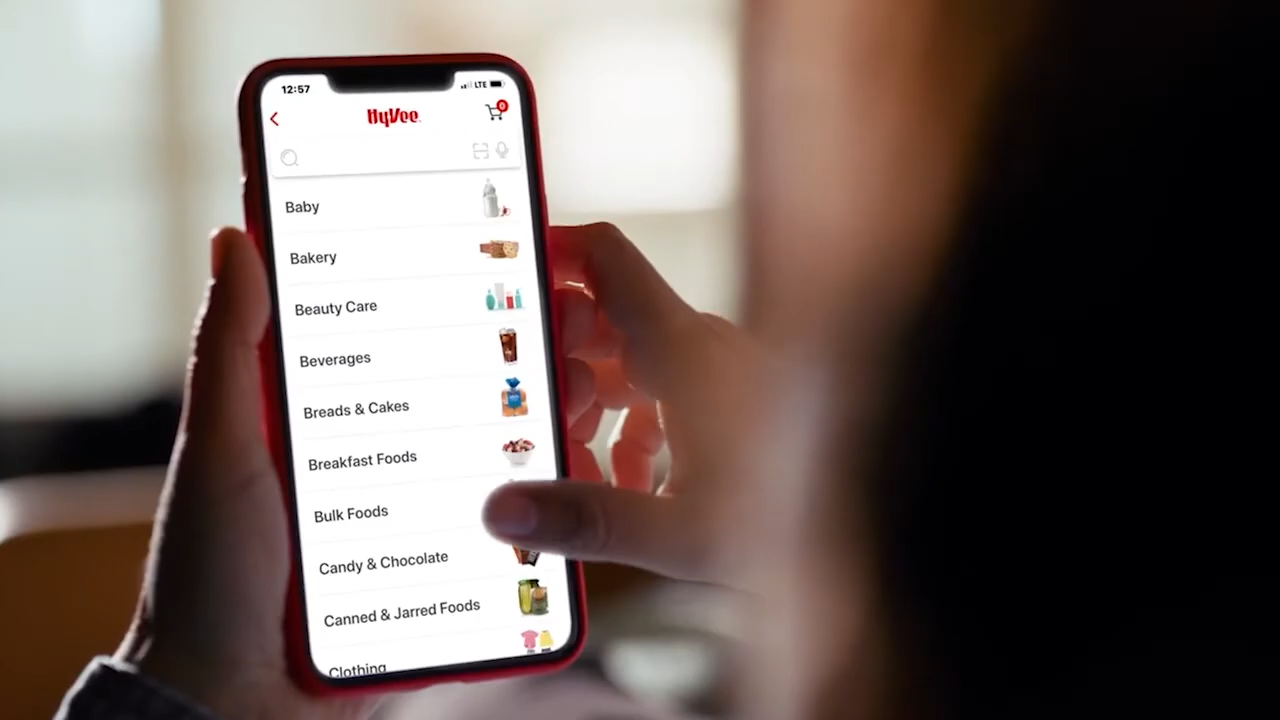 12:57
LTE
HyVee
0
Baby
Bakery
Beauty Care
Beverages
Breads & Cakes
Breakfast Foods
Bulk Foods
Candy & Chocolate
Canned & Jarred Foods
Clothing